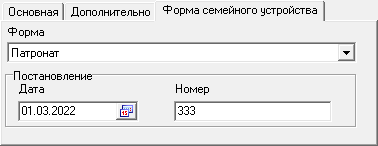 Основная Дополнительно Форма семейного устройства
Форма
Патронат
Постановление
Дата Номер
01.03.2022 333